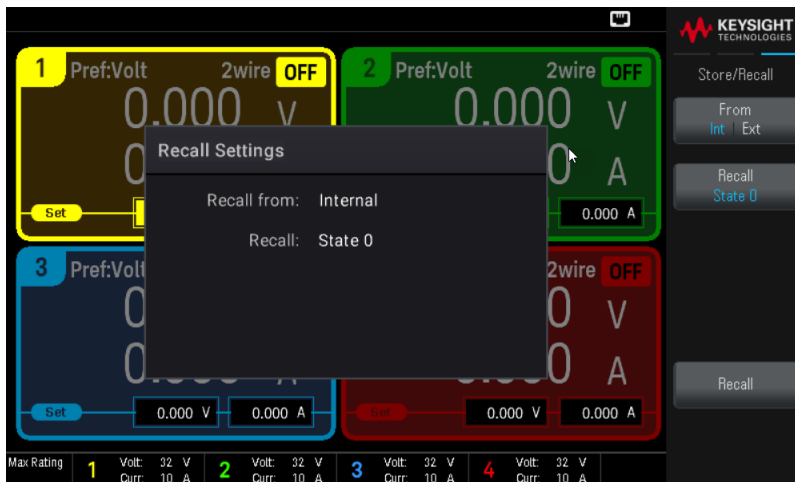 KEYSIGHT
TECHNOLOGIES
Store/Recall
From
Int | Ext
Recall
State 0
Recall
1 Pref:Volt 2wire OFF
0.000 V
Set
2 Pref:Volt 2wire OFF
0.000 V
A
0.000 A
Recall Settings
Recall from: Internal
Recall: State 0
3 Pref:Volt
Set 0.000 V 0.000 A
2wire OFF
V
A
Set 0.000 V 0.000 A
Max Rating 1 Volt: 32 V 2 Volt: 32 V 3 Volt: 32 V 4 Volt: 32 V
Curr: 10 A Curr: 10 A Curr: 10 A Curr: 10 A